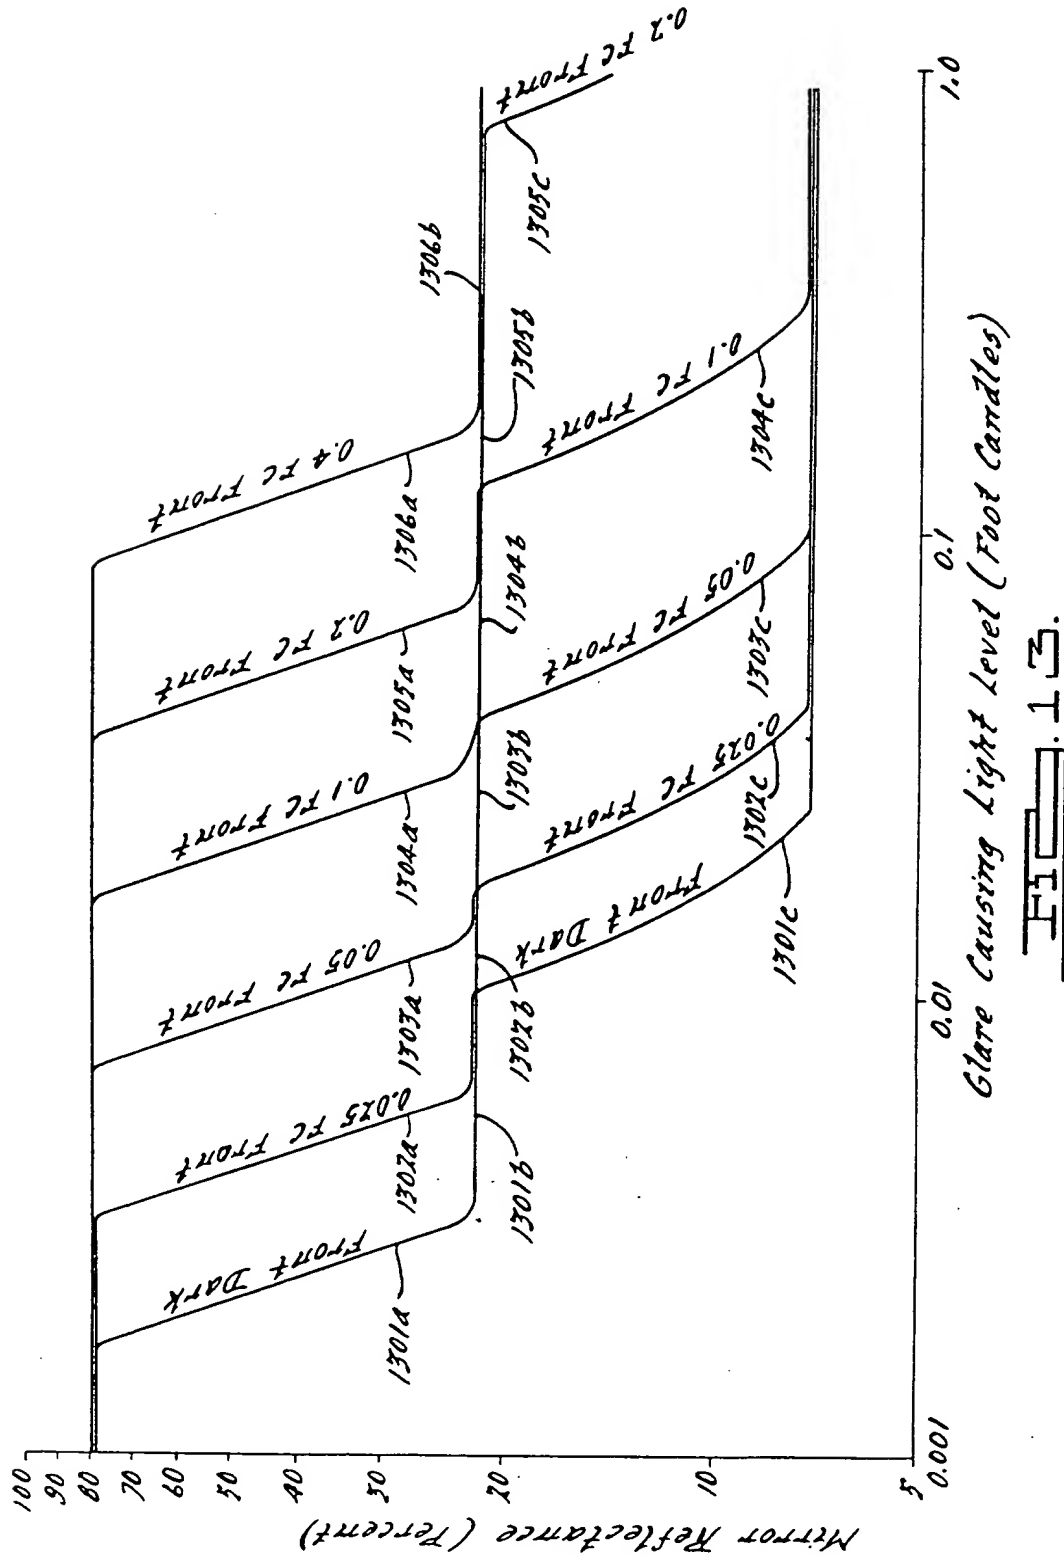 Mirror Reflectance (Percent)
100
90
80
70
60
50
40
30
20
10
5
0.001
0.01
0.1
1.0
Glare Causing Light Level (Foot Candles)
Front Dark
0.025 FC Front
0.05 FC Front
0.1 FC Front
0.2 FC Front
0.4 FC Front
1301a
1302a
1303a
1304a
1305a
1306a
1301b
1302b
1303b
1304b
1305b
1306b
Front Dark
0.025 FC Front
0.05 FC Front
0.1 FC Front
0.2 FC Front
1301c
1302c
1303c
1304c
1305c
FIG. 13.